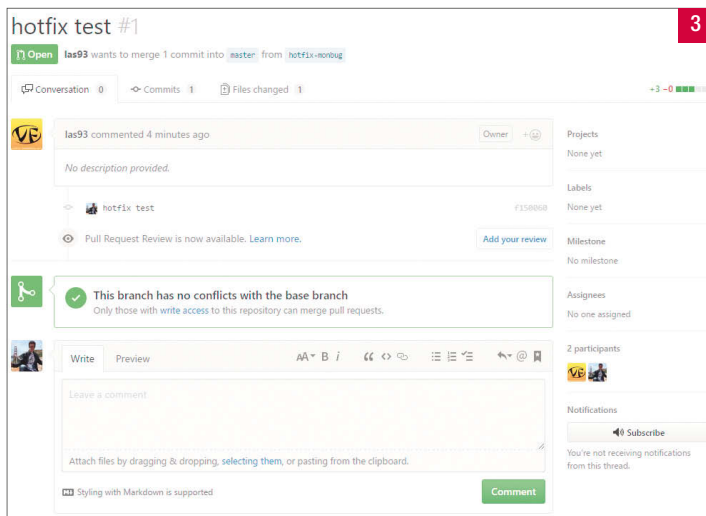 hotfix test #1
3
Open las93 wants to merge 1 commit into master from hotfix-monbug
Conversation 0 Commits 1 Files changed 1 +3 −0
VF
las93 commented 4 minutes ago Owner +
No description provided.
hotfix test f150060
Pull Request Review is now available. Learn more. Add your review
This branch has no conflicts with the base branch
Only those with write access to this repository can merge pull requests.
Write Preview AA B i
Leave a comment
Attach files by dragging & dropping, selecting them, or pasting from the clipboard.
Styling with Markdown is supported
Comment
Projects
None yet
Labels
None yet
Milestone
No milestone
Assignees
No one assigned
2 participants
VF
Notifications
Subscribe
You're not receiving notifications
from this thread.